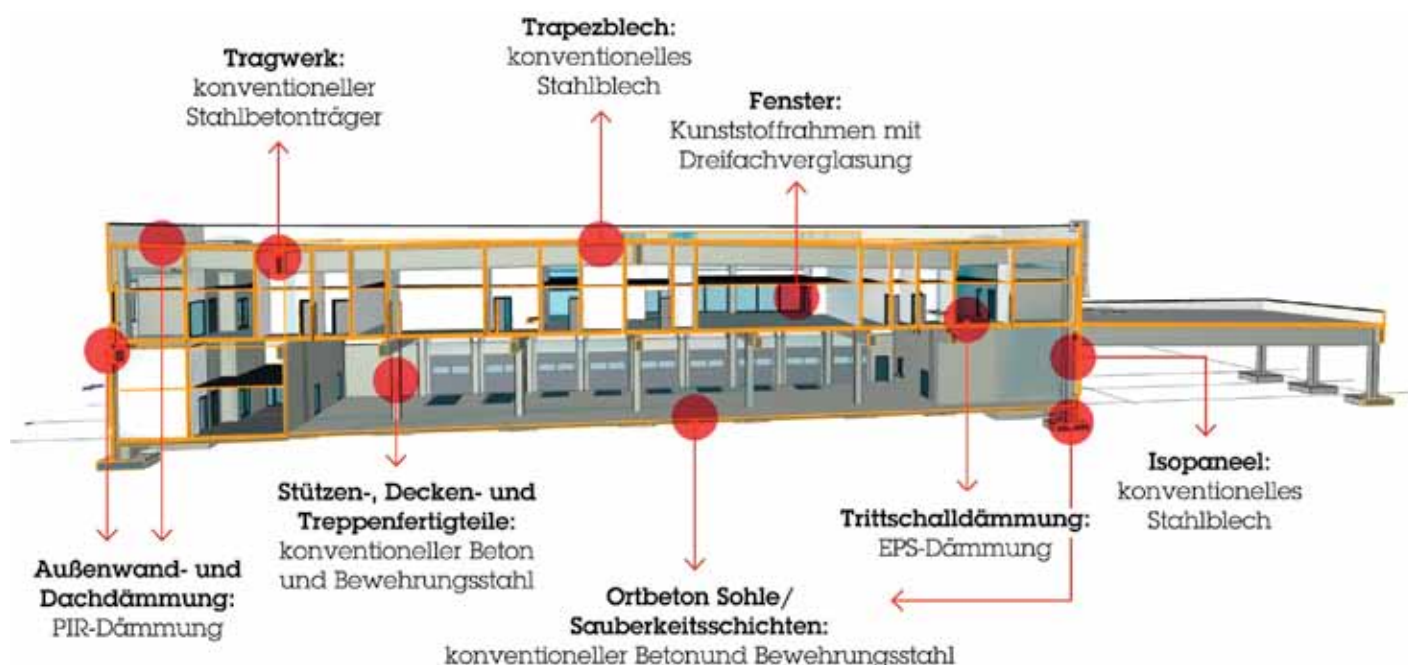 Tragwerk:
konventioneller
Stahlbetonträger
Trapezblech:
konventionelles
Stahlblech
Fenster:
Kunststoffrahmen mit
Dreifachverglasung
Außenwand- und
Dachdämmung:
PIR-Dämmung
Stützen-, Decken- und
Treppenfertigteile:
konventioneller Beton
und Bewehrungsstahl
Ortbeton Sohle/
Sauberkeitsschichten:
konventioneller Betonund Bewehrungsstahl
Trittschalldämmung:
EPS-Dämmung
Isopaneel:
konventionelles
Stahlblech